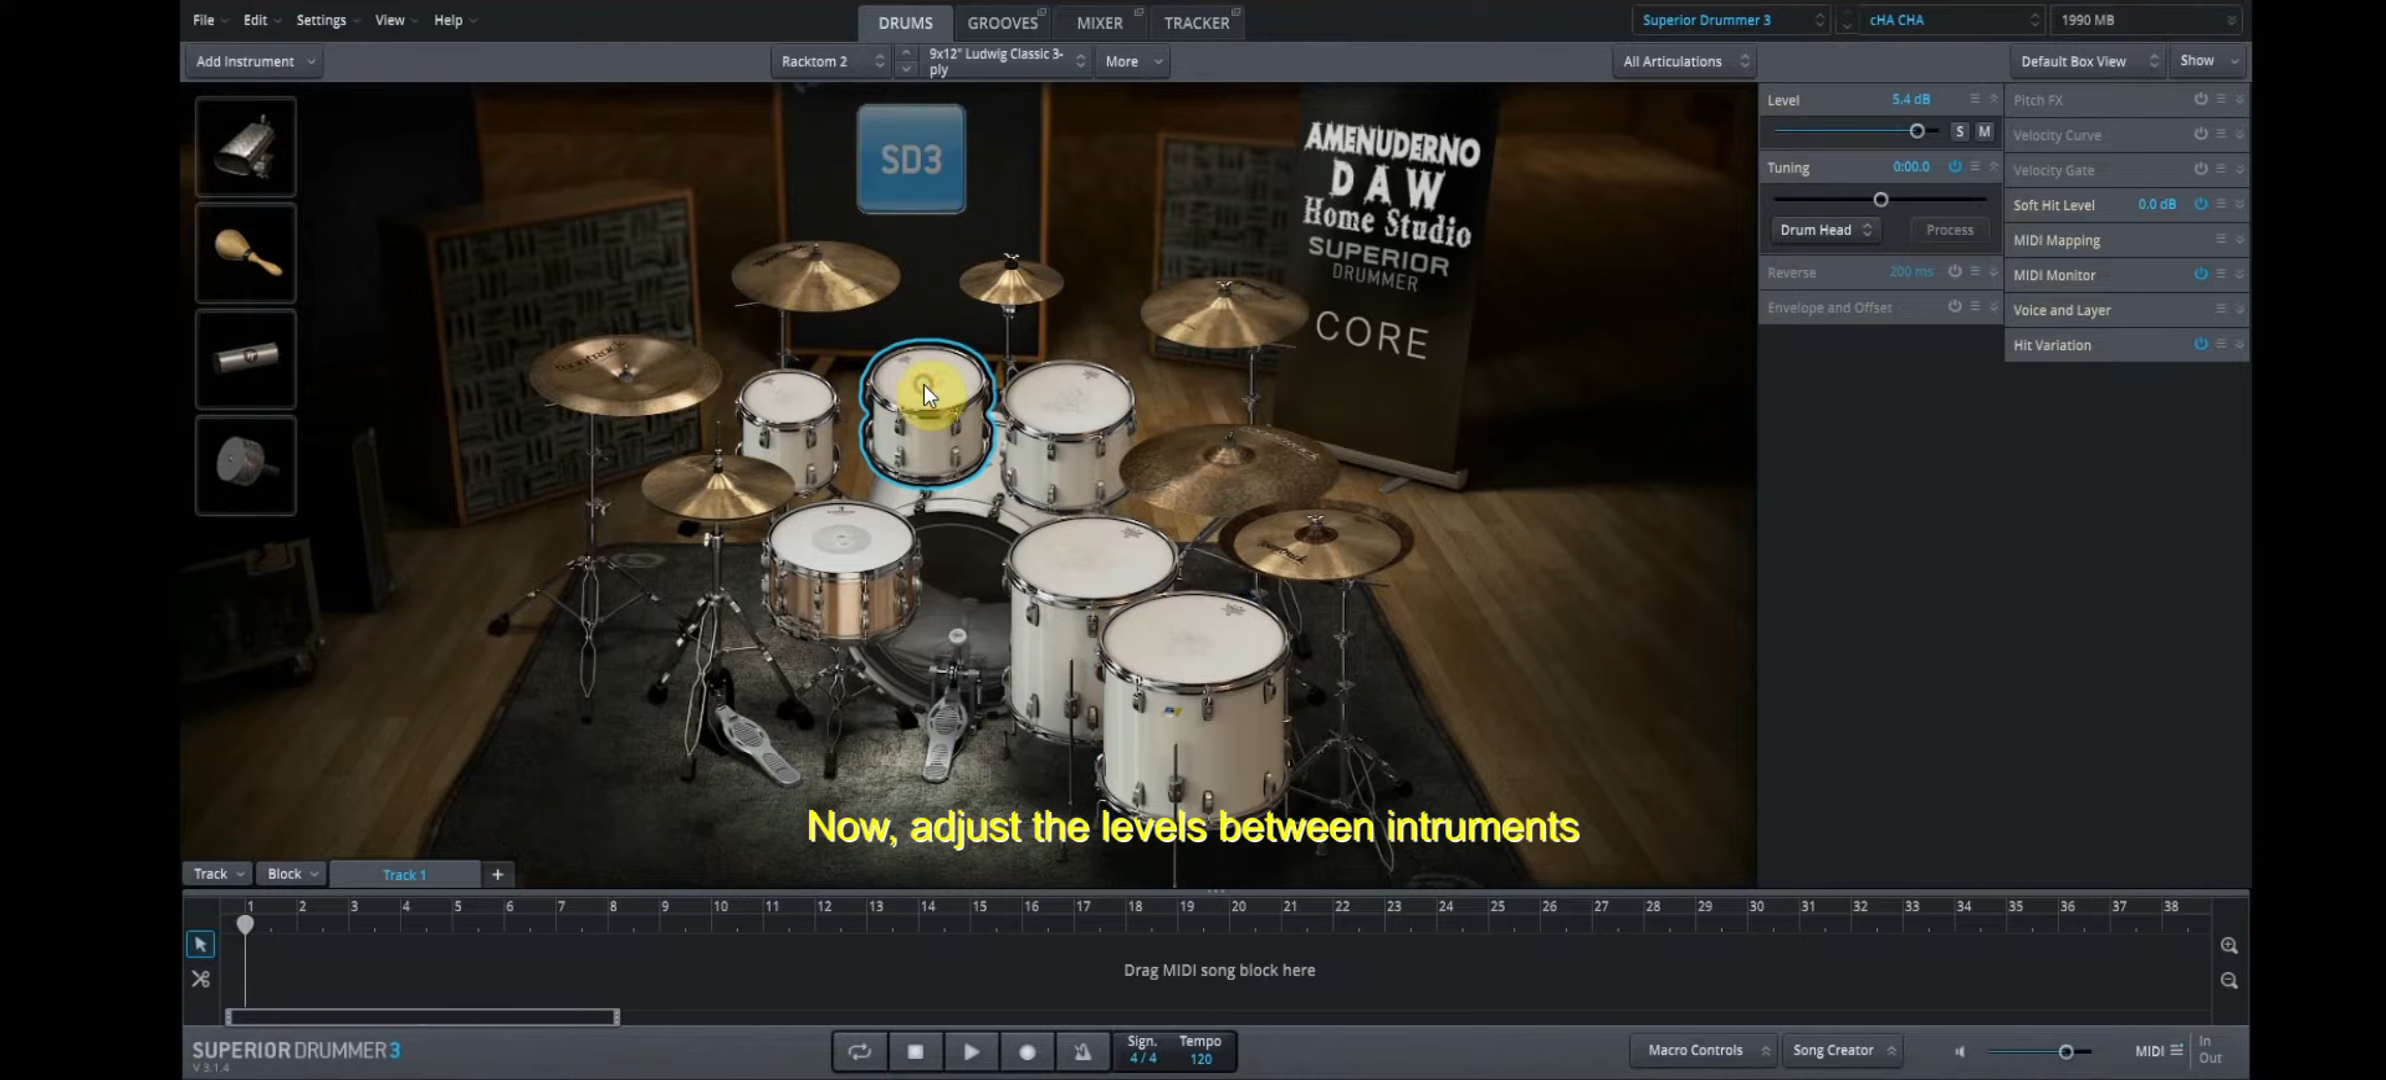 File Edit Settings View Help
DRUMS GROOVES MIXER TRACKER
Superior Drummer 3 cHA CHA 1990 MB
Add Instrument Racktom 2 9x12" Ludwig Classic 3-
ply
More All Articulations Default Box View Show
Level 5.4 dB S M
Tuning 0:00.0
Drum Head Process
Reverse 200 ms
Envelope and Offset
Pitch FX
Velocity Curve
Velocity Gate
Soft Hit Level 0.0 dB
MIDI Mapping
MIDI Monitor
Voice and Layer
Hit Variation
SD3
AMENUDERNO
DAW
Home Studio
SUPERIOR
DRUMMER
CORE
Now, adjust the levels between intruments
Track Block Track 1 +
1 2 3 4 5 6 7 8 9 10 11 12 13 14 15 16 17 18 19 20 21 22 23 24 25 26 27 28 29 30 31 32 33 34 35 36 37 38
Drag MIDI song block here
SUPERIOR DRUMMER 3
V 3.1.4
Sign. 4/4
Tempo 120
Macro Controls Song Creator MIDI In
Out